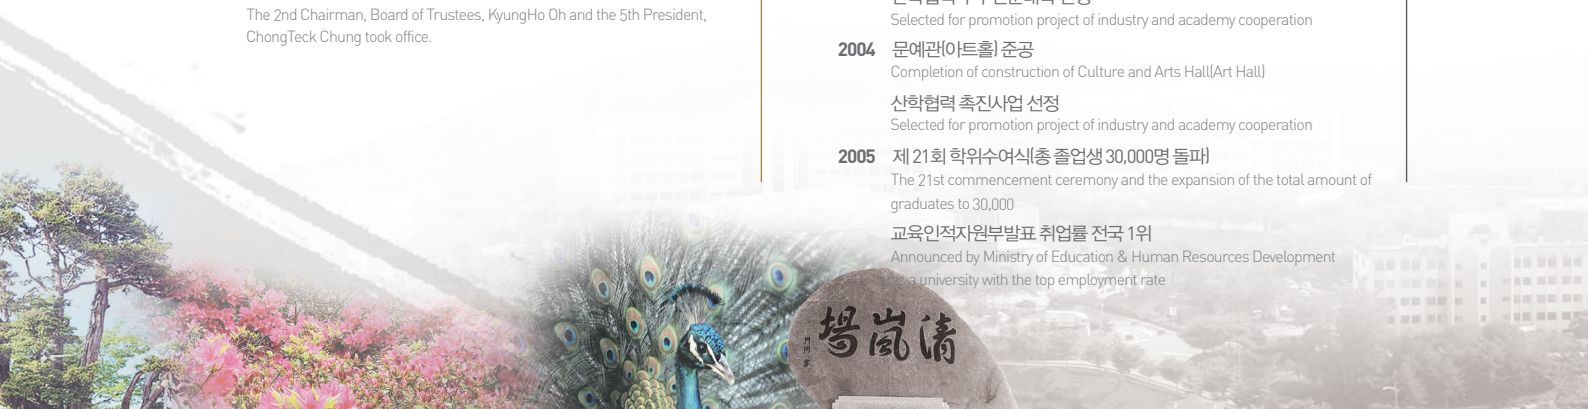 The 2nd Chairman, Board of Trustees, KyungHo Oh and the 5th President,
ChongTeck Chung took office.
Selected for promotion project of industry and academy cooperation
2004 문예관(아트홀) 준공
Completion of construction of Culture and Arts Hall(Art Hall)
산학협력 촉진사업 선정
Selected for promotion project of industry and academy cooperation
2005 제 21회 학위수여식(총 졸업생 30,000명 돌파)
The 21st commencement ceremony and the expansion of the total amount of
graduates to 30,000
교육인적자원부발표 취업률 전국 1위
Announced by Ministry of Education & Human Resources Development
a university with the top employment rate
場嵐清